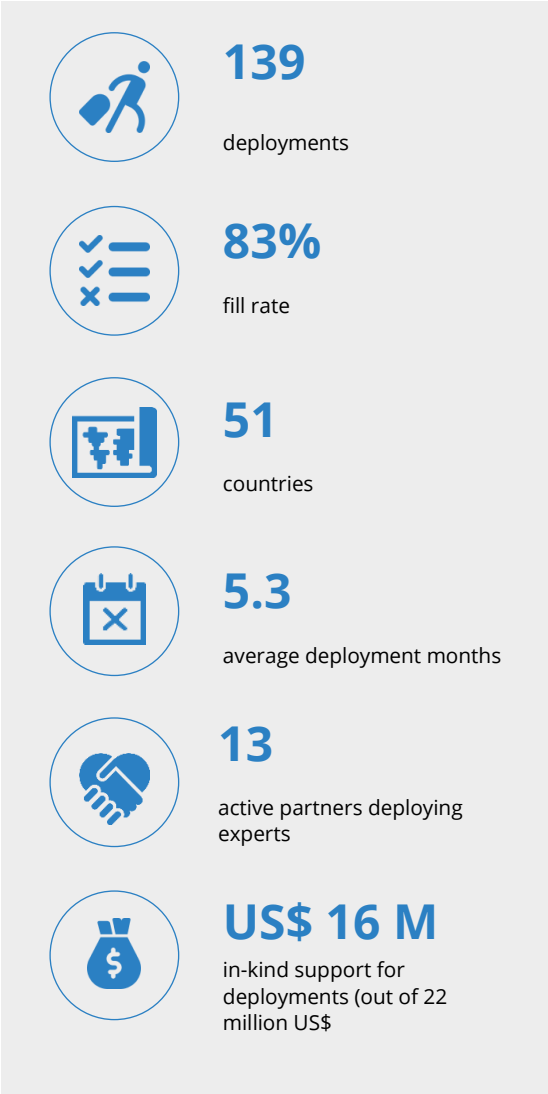 139
deployments
83%
fill rate
51
countries
5.3
average deployment months
13
active partners deploying
experts
US$ 16 M
in-kind support for
deployments (out of 22
million US$
$